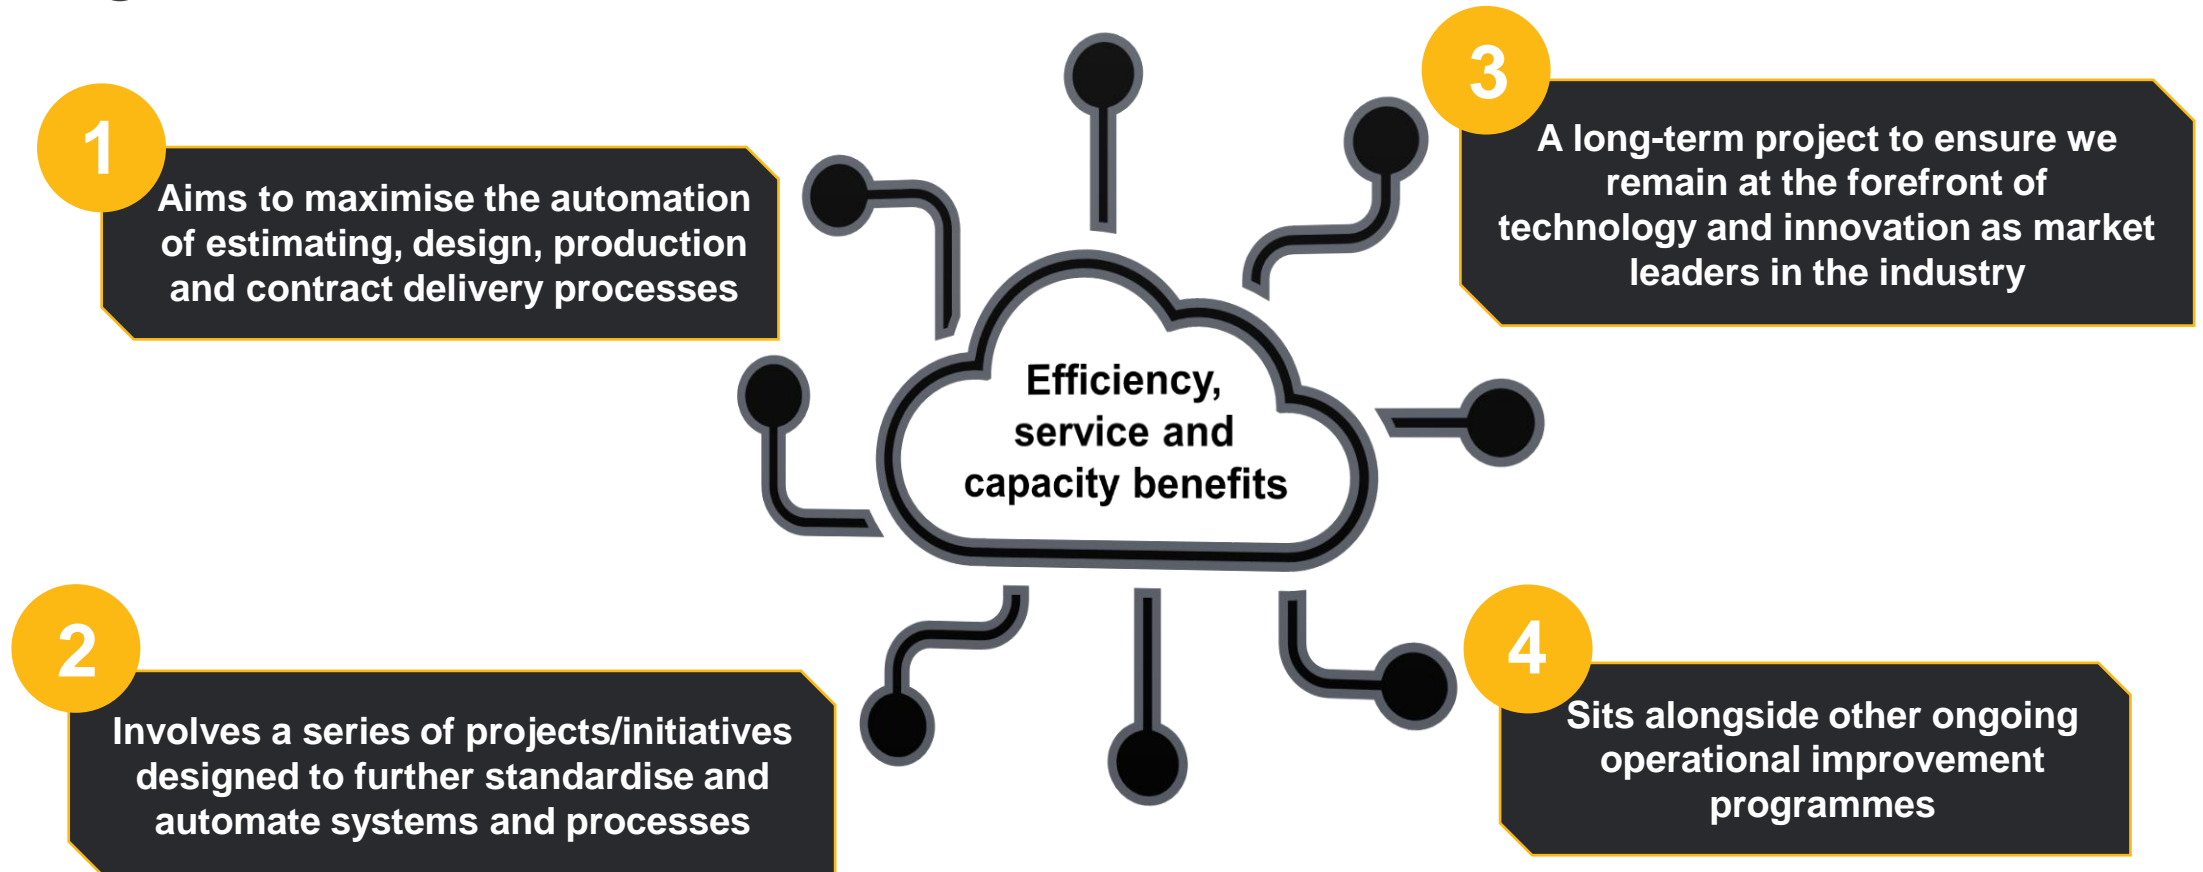 1
Aims to maximise the automation
of estimating, design, production
and contract delivery processes
2
Involves a series of projects/initiatives
designed to further standardise and
automate systems and processes
Efficiency,
service and
capacity benefits
3
A long-term project to ensure we
remain at the forefront of
technology and innovation as market
leaders in the industry
4
Sits alongside other ongoing
operational improvement
programmes